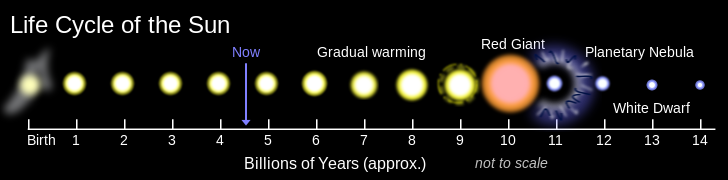 Life Cycle of the Sun
Now
Gradual warming
Red Giant
Planetary Nebula
White Dwarf
Birth 1 2 3 4 5 6 7 8 9 10 11 12 13 14
Billions of Years (approx.)
not to scale